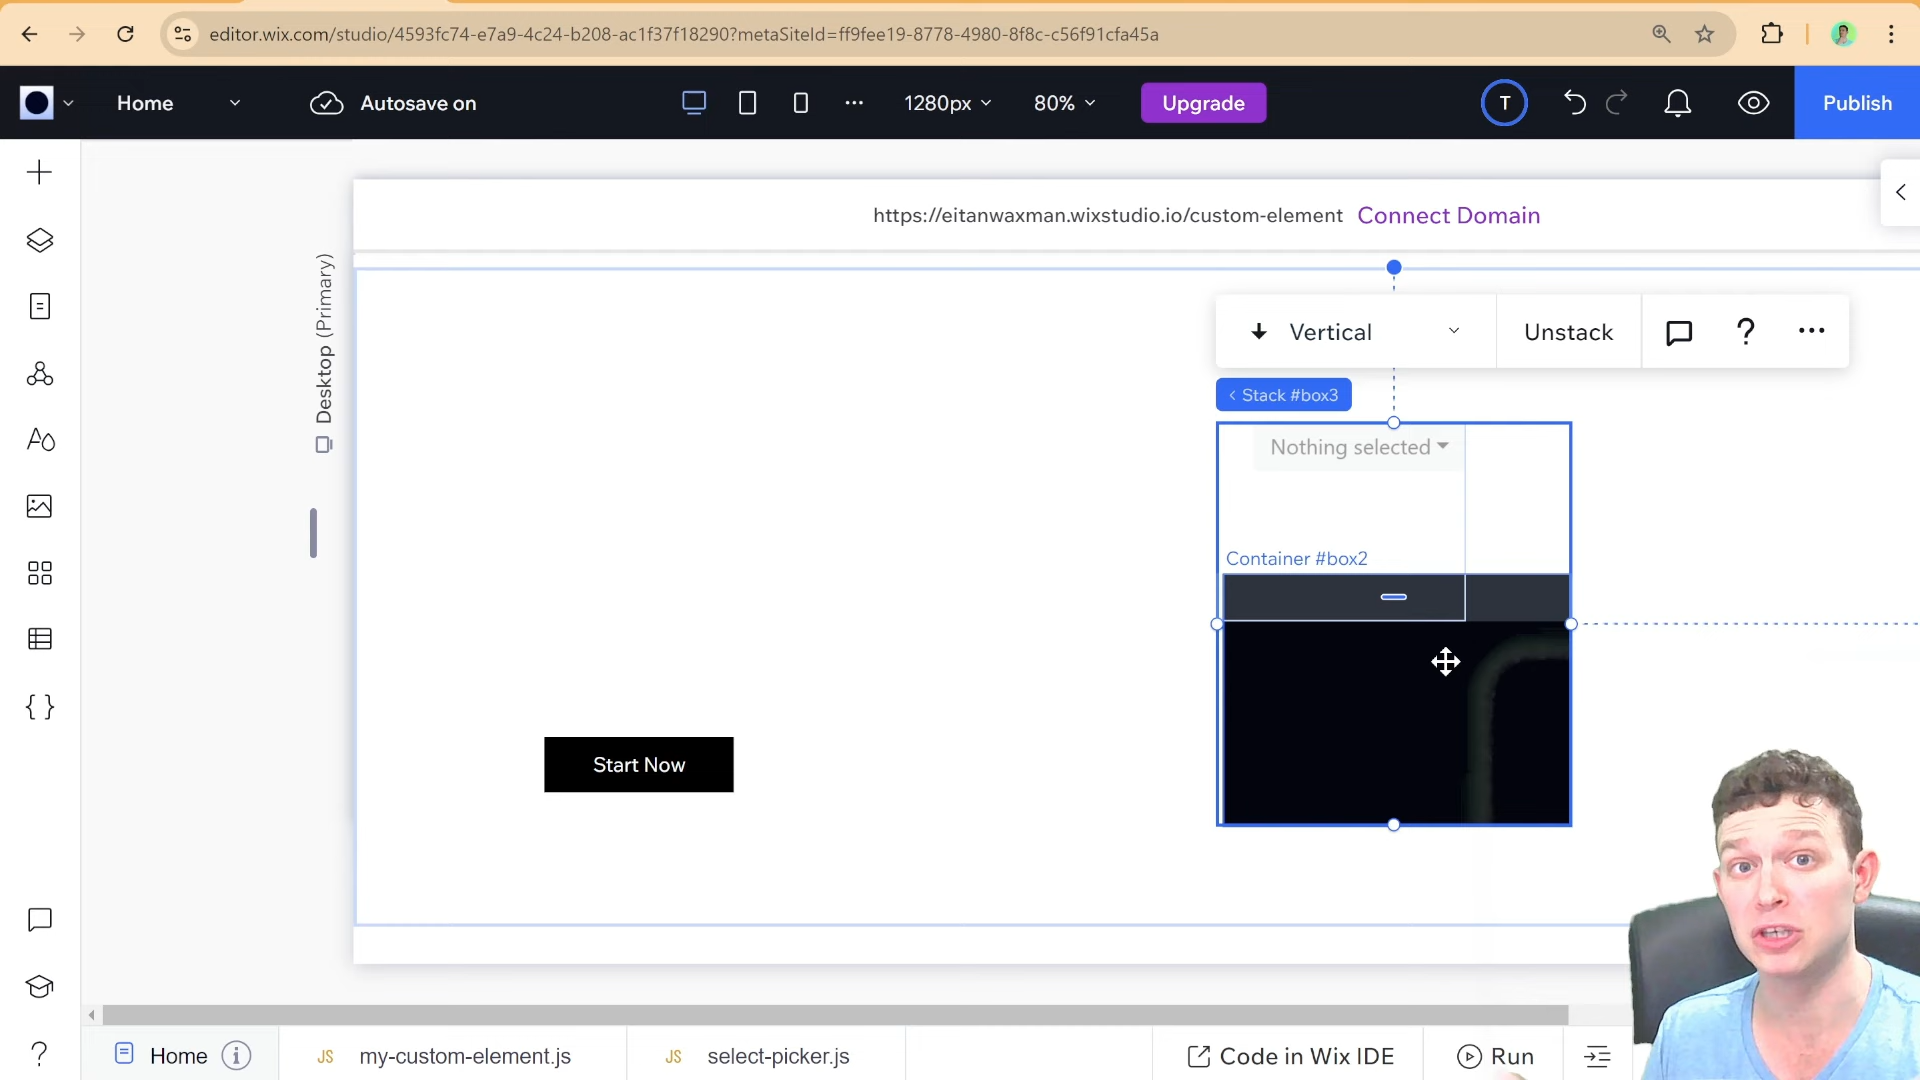 editor.wix.com/studio/4593fc74-e7a9-4c24-b208-ac1f37f18290?metaSiteId=ff9fee19-8778-4980-8f8c-c56f91cfa45a
Home
Autosave on
1280px
80%
Upgrade
T
Publish
https://eitanwaxman.wixstudio.io/custom-element Connect Domain
Desktop (Primary)
Vertical
Unstack
?
< Stack #box3
Nothing selected
Container #box2
Start Now
?
Home
JS my-custom-element.js
JS select-picker.js
Code in Wix IDE
Run